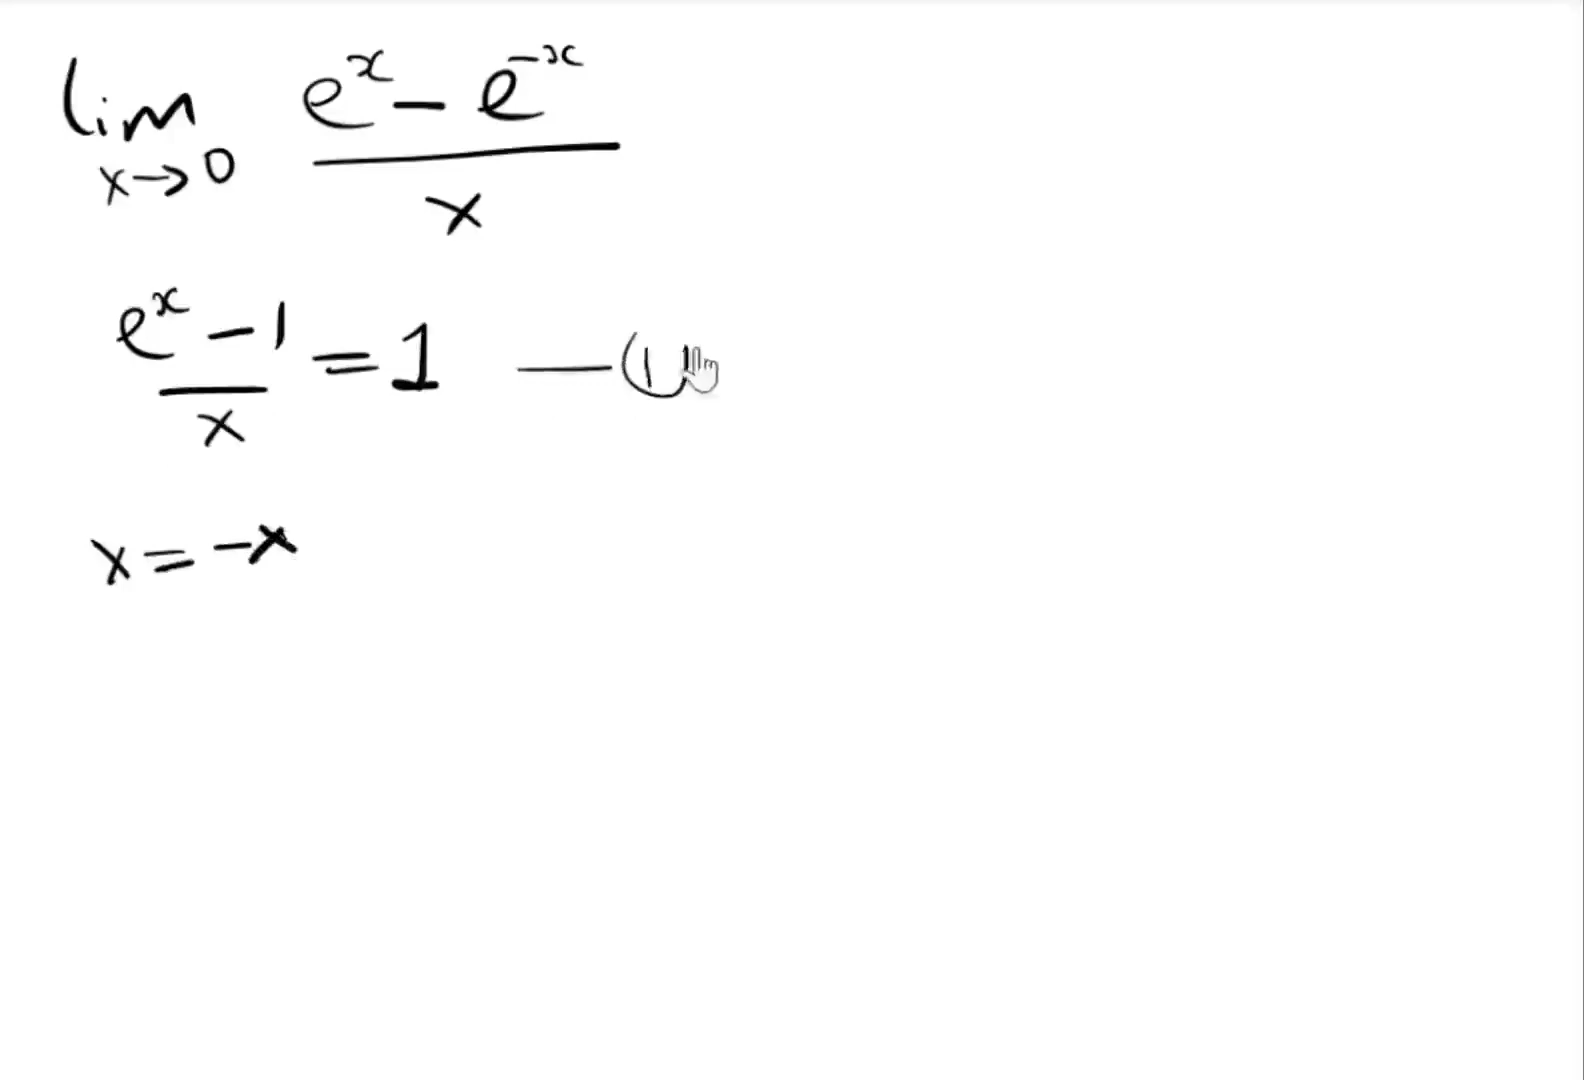 lim x→0 (e^x - e^-x) / x
(e^x - 1) / x = 1 — (1)
x = -x